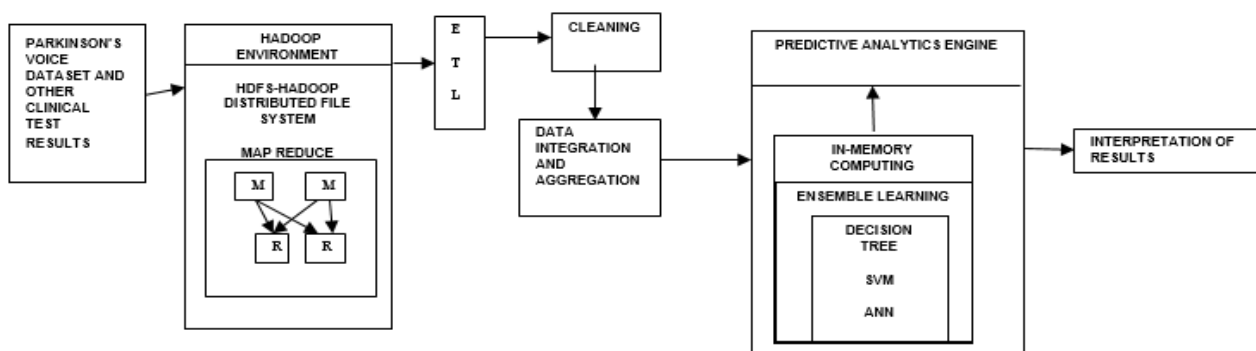 PARKINSON'S
VOICE
DATASET AND
OTHER
CLINICAL
TEST
RESULTS
HADOOP
ENVIRONMENT
HDFS-HADOOP
DISTRIBUTED FILE
SYSTEM
MAP REDUCE
M M
R R
E
T
L
CLEANING
DATA
INTEGRATION
AND
AGGREGATION
PREDICTIVE ANALYTICS ENGINE
IN-MEMORY
COMPUTING
ENSEMBLE LEARNING
DECISION
TREE
SVM
ANN
INTERPRETATION OF
RESULTS